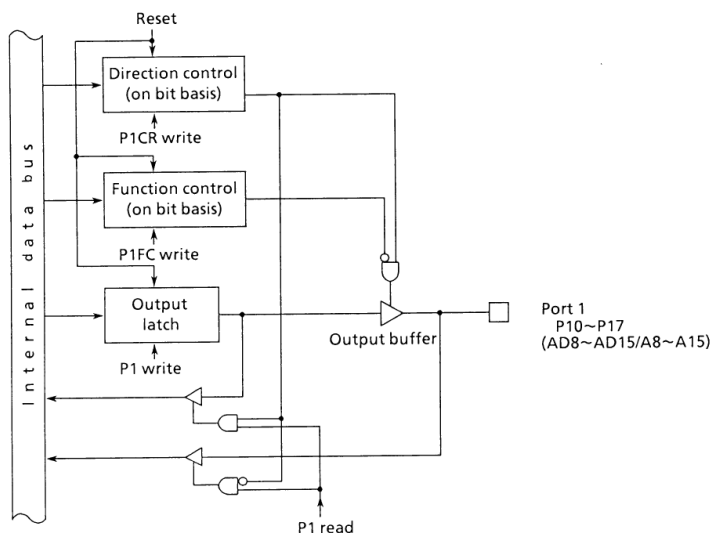 Reset
Direction control
(on bit basis)
P1CR write
Function control
(on bit basis)
P1FC write
Output
latch
P1 write
Output buffer
Port 1
P10~P17
(AD8~AD15/A8~A15)
Internal data bus
P1 read